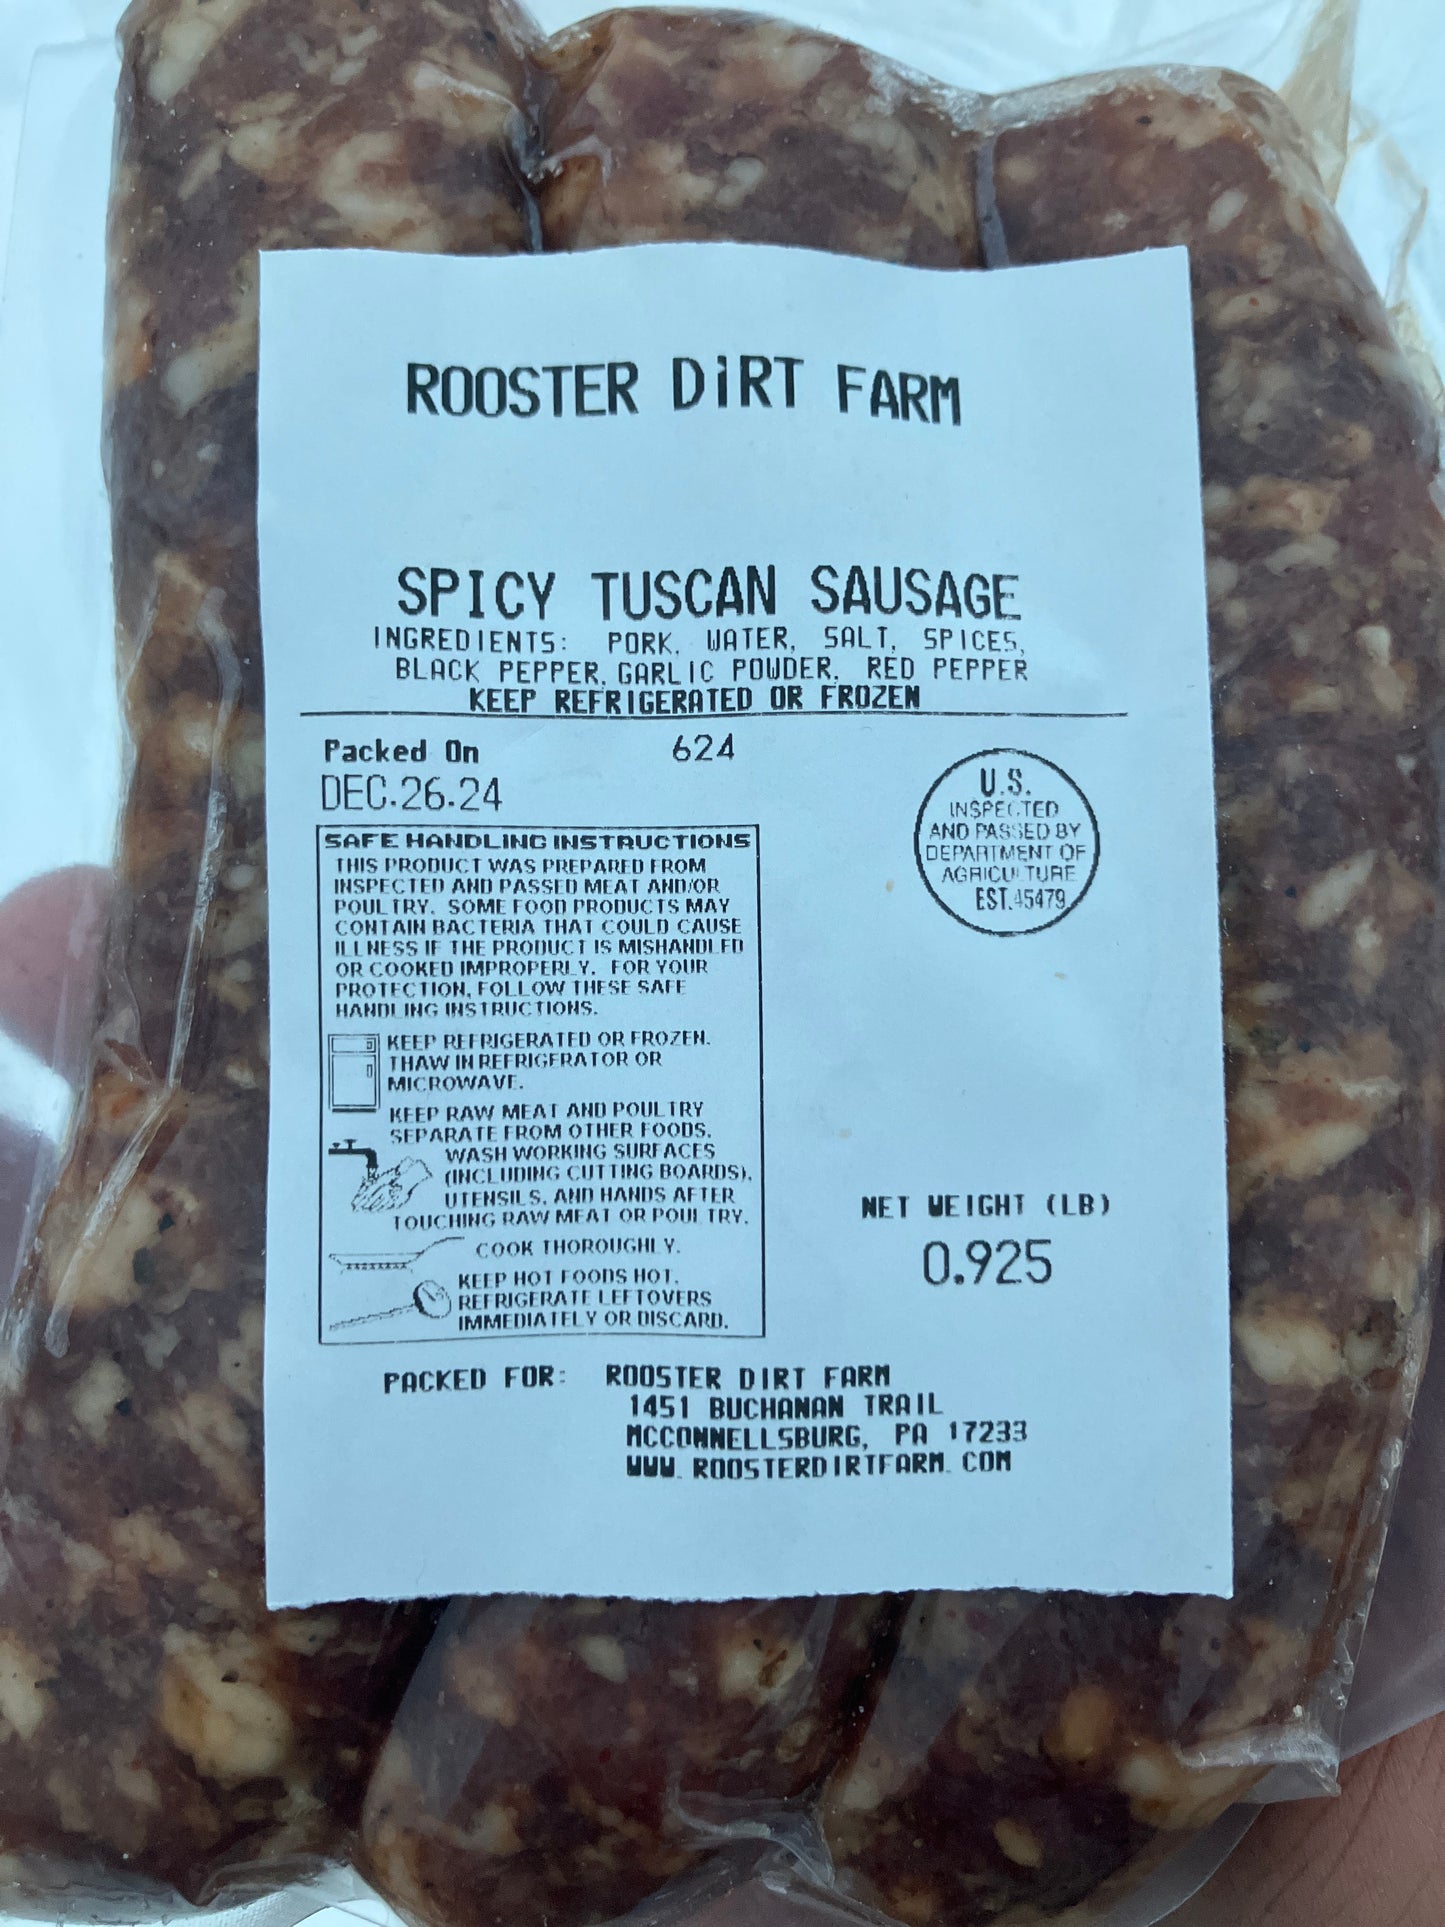 ROOSTER DiRT FARM
SPICY TUSCAN SAUSAGE
INGREDIENTS: PORK, WATER, SALT, SPICES,
BLACK PEPPER, GARLIC POWDER, RED PEPPER
KEEP REFRIGERATED OR FROZEN
Packed On 624
DEC.26.24
U.S.
INSPECTED
AND PASSED BY
DEPARTMENT OF
AGRICULTURE
EST.45479
SAFE HANDLING INSTRUCTIONS
THIS PRODUCT WAS PREPARED FROM
INSPECTED AND PASSED MEAT AND/OR
POULTRY. SOME FOOD PRODUCTS MAY
CONTAIN BACTERIA THAT COULD CAUSE
ILLNESS IF THE PRODUCT IS MISHANDLED
OR COOKED IMPROPERLY. FOR YOUR
PROTECTION, FOLLOW THESE SAFE
HANDLING INSTRUCTIONS.
KEEP REFRIGERATED OR FROZEN.
THAW IN REFRIGERATOR OR
MICROWAVE.
KEEP RAW MEAT AND POULTRY
SEPARATE FROM OTHER FOODS.
WASH WORKING SURFACES
(INCLUDING CUTTING BOARDS),
UTENSILS, AND HANDS AFTER
TOUCHING RAW MEAT OR POULTRY.
COOK THOROUGHLY.
KEEP HOT FOODS HOT.
REFRIGERATE LEFTOVERS
IMMEDIATELY OR DISCARD.
NET WEIGHT (LB)
0.925
PACKED FOR: ROOSTER DIRT FARM
1451 BUCHANAN TRAIL
MCCONNELLSBURG, PA 17233
WWW.ROOSTERDIRTFARM.COM